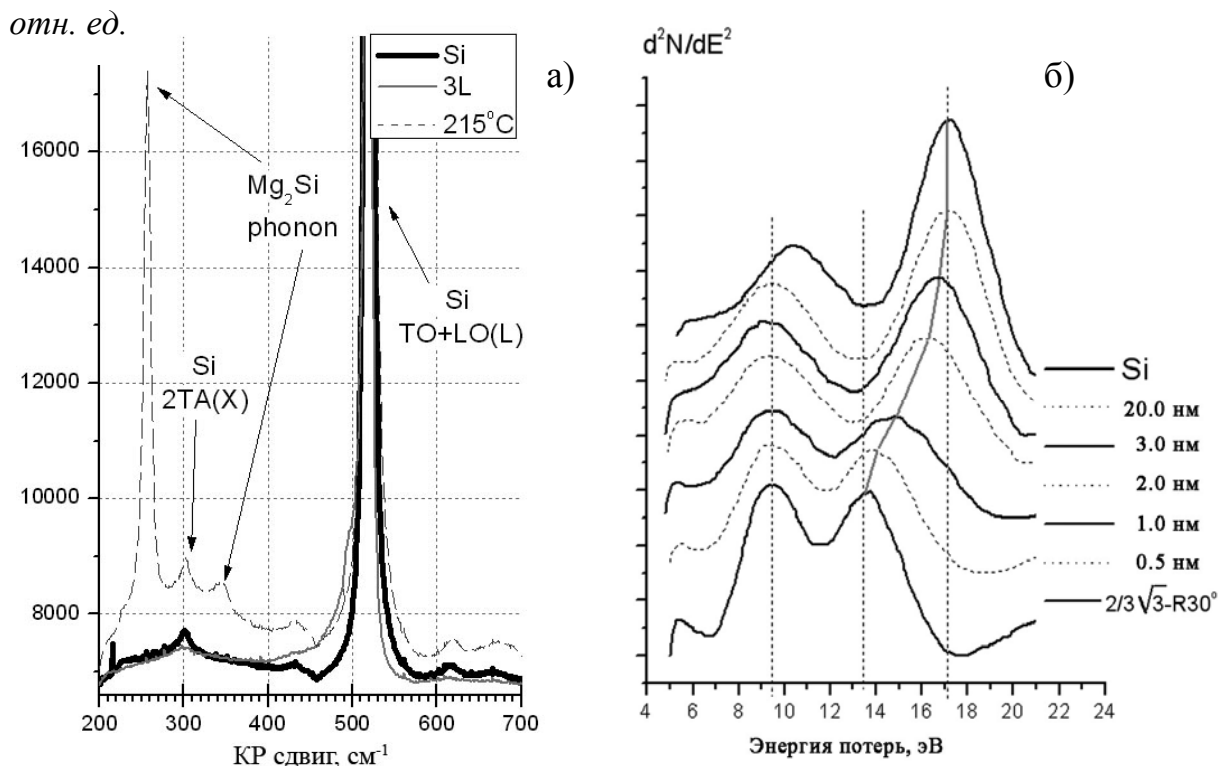 отн. ед.
Si
3L
215°C
а)
16000
14000
12000
10000
8000
Mg₂Si
phonon
Si
2TA(X)
Si
TO+LO(L)
200
300
400
500
600
700
КР сдвиг, см⁻¹
d²N/dE²
б)
Si
20.0 нм
3.0 нм
2.0 нм
1.0 нм
0.5 нм
2/3√3-R30°
4
6
8
10
12
14
16
18
20
22
24
Энергия потерь, эВ